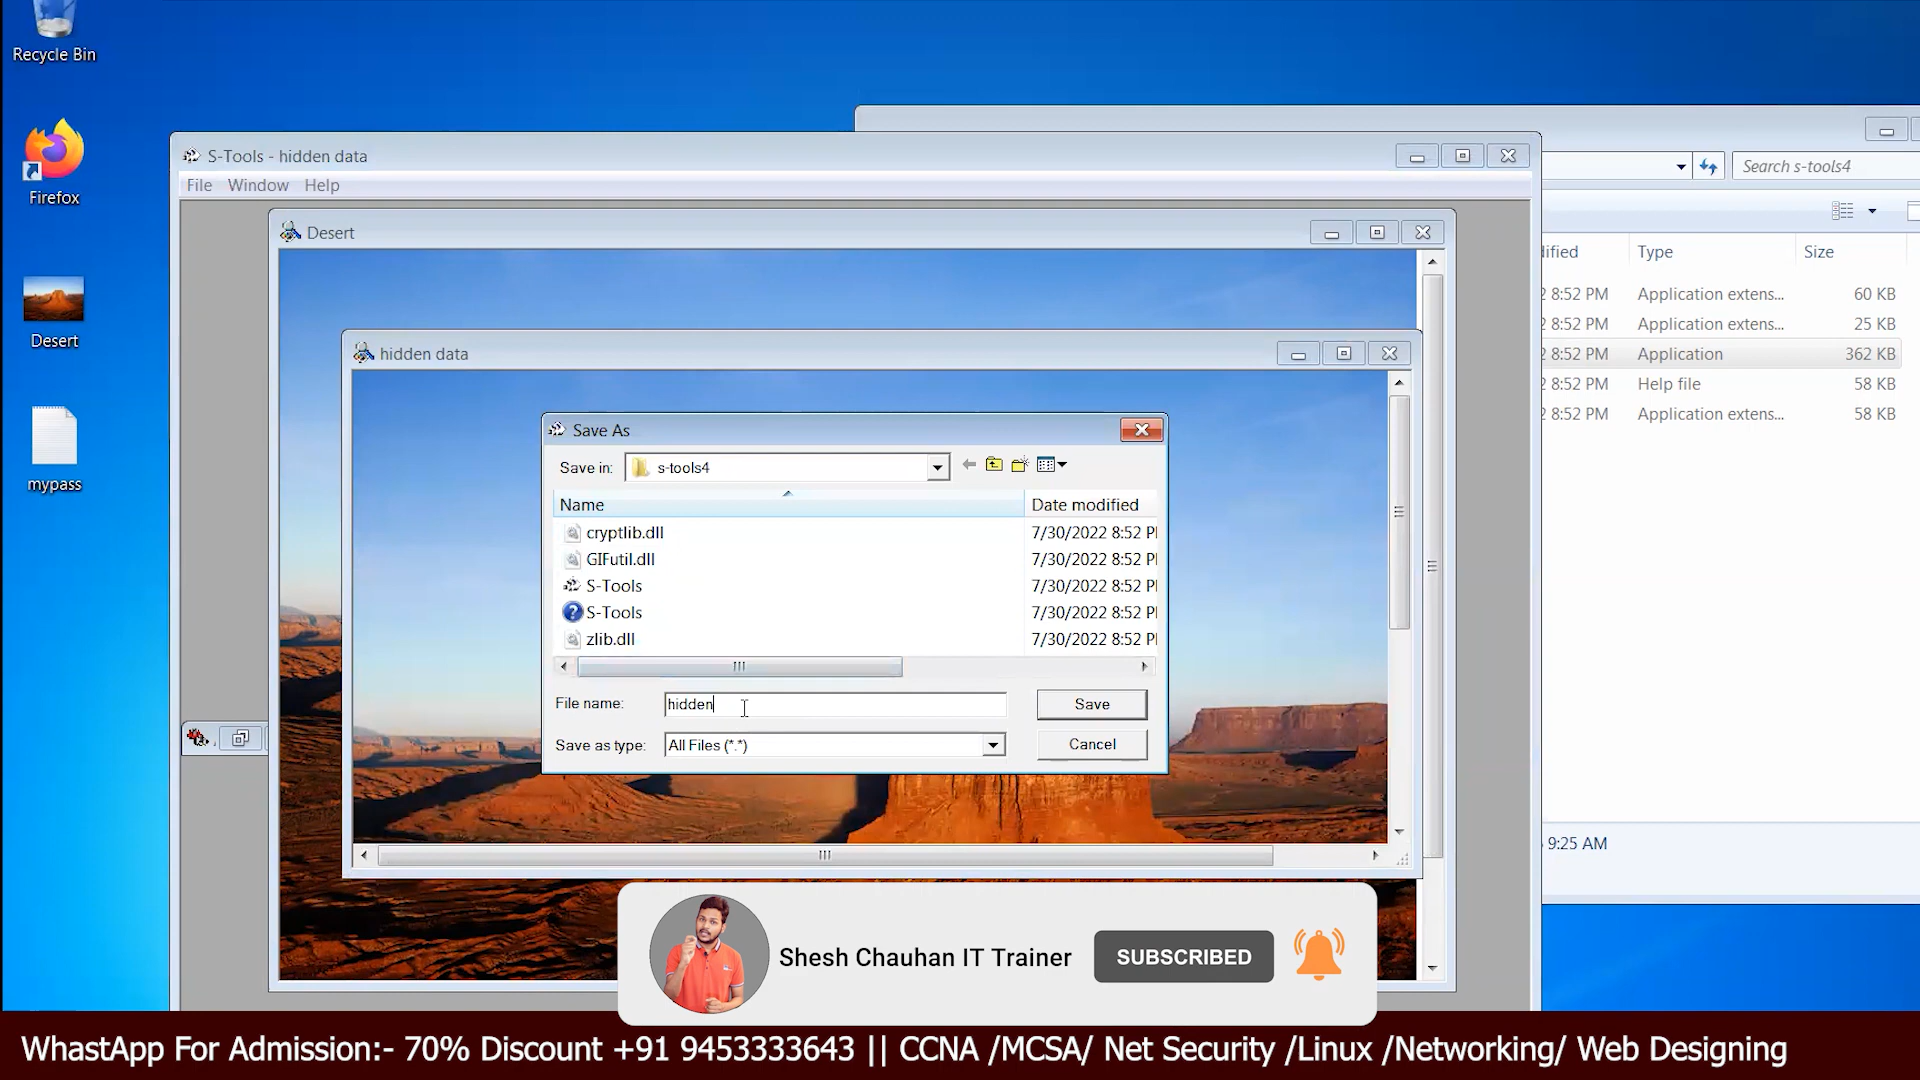 Recycle Bin
Firefox
Desert
mypass
S-Tools - hidden data
File Window Help
Desert
hidden data
Save As
Save in: s-tools4
Name Date modified
cryptlib.dll 7/30/2022 8:52 P
GIFutil.dll 7/30/2022 8:52 P
S-Tools 7/30/2022 8:52 P
S-Tools 7/30/2022 8:52 P
zlib.dll 7/30/2022 8:52 P
File name: hidden
Save
Save as type: All Files (*.*)
Cancel
Search s-tools4
ified Type Size
2 8:52 PM Application extens... 60 KB
2 8:52 PM Application extens... 25 KB
2 8:52 PM Application 362 KB
2 8:52 PM Help file 58 KB
2 8:52 PM Application extens... 58 KB
9:25 AM
Shesh Chauhan IT Trainer
SUBSCRIBED
WhastApp For Admission:- 70% Discount +91 9453333643 || CCNA /MCSA/ Net Security /Linux /Networking/ Web Designing